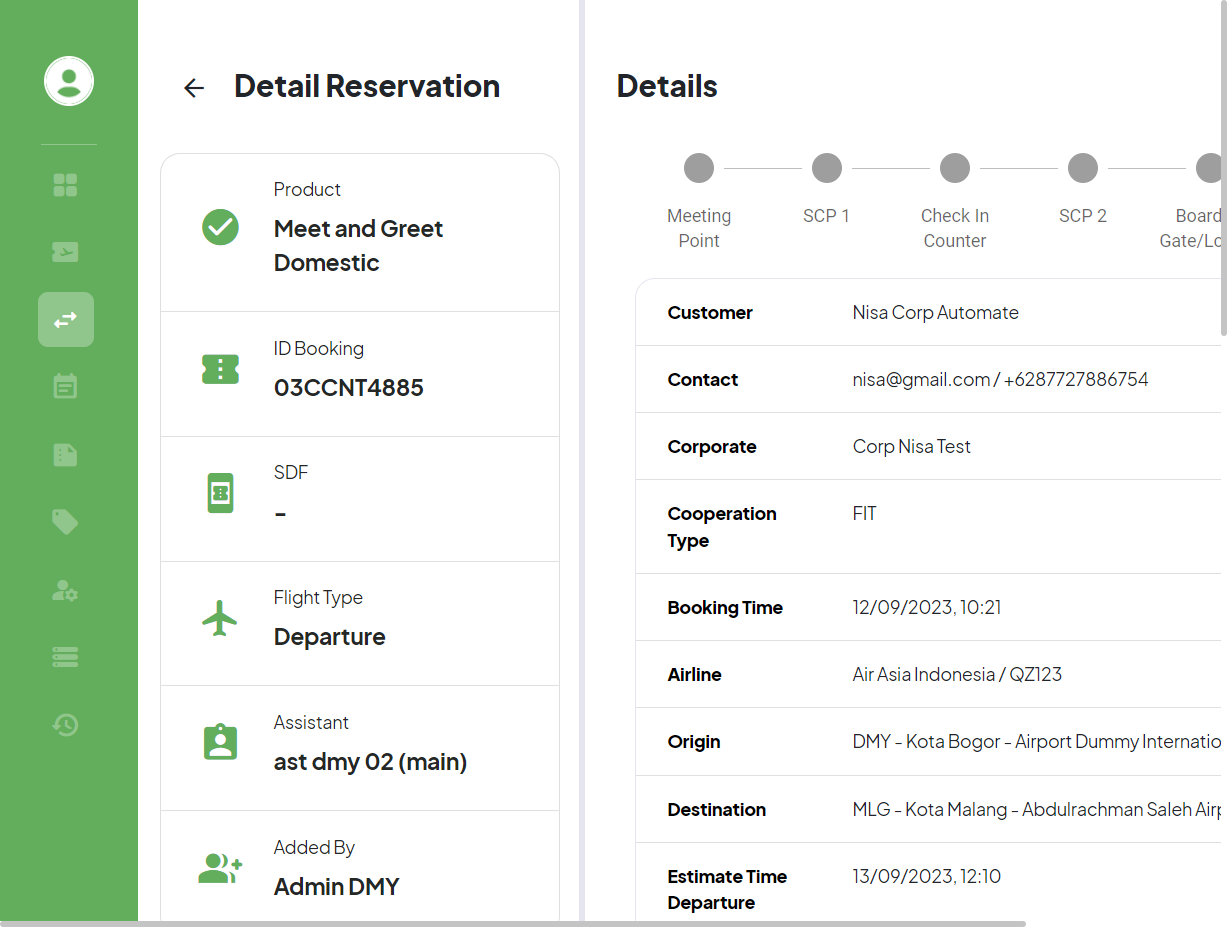 Detail Reservation
Product
Meet and Greet
Domestic
ID Booking
03CCNT4885
SDF
–
Flight Type
Departure
Assistant
ast dmy 02 (main)
Added By
Admin DMY
Details
Meeting
Point
SCP 1
Check In
Counter
SCP 2
Board
Gate/Lo
Customer Nisa Corp Automate
Contact nisa@gmail.com / +6287727886754
Corporate Corp Nisa Test
Cooperation FIT
Type
Booking Time 12/09/2023, 10:21
Airline Air Asia Indonesia / QZ123
Origin DMY - Kota Bogor - Airport Dummy Internatio
Destination MLG - Kota Malang - Abdulrachman Saleh Airp
Estimate Time 13/09/2023, 12:10
Departure